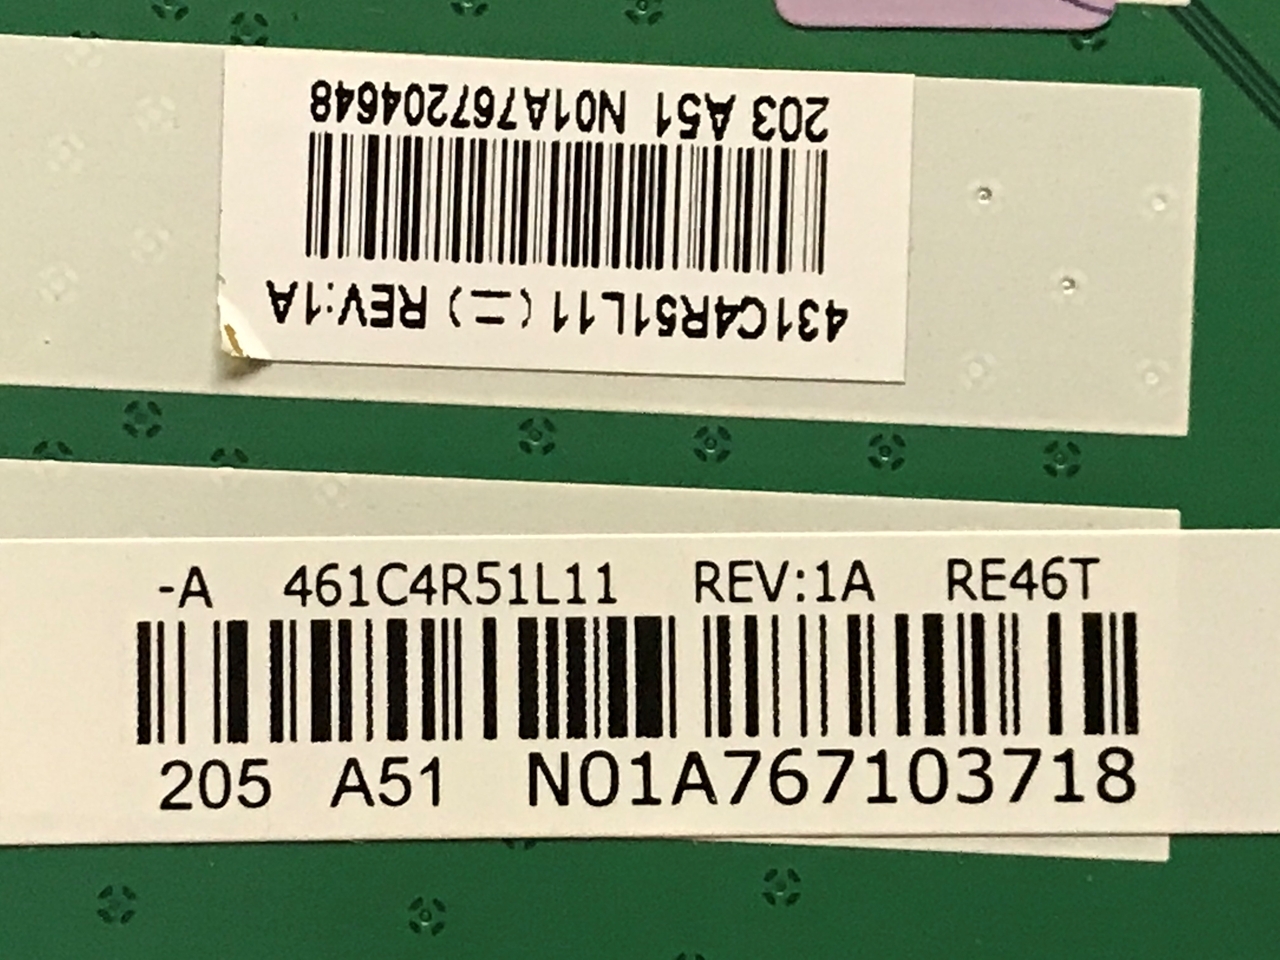 431C4R51L11 (二) REV:1A
203 A51 N01A767204648
-A 461C4R51L11 REV:1A RE46T
205 A51 N01A767103718